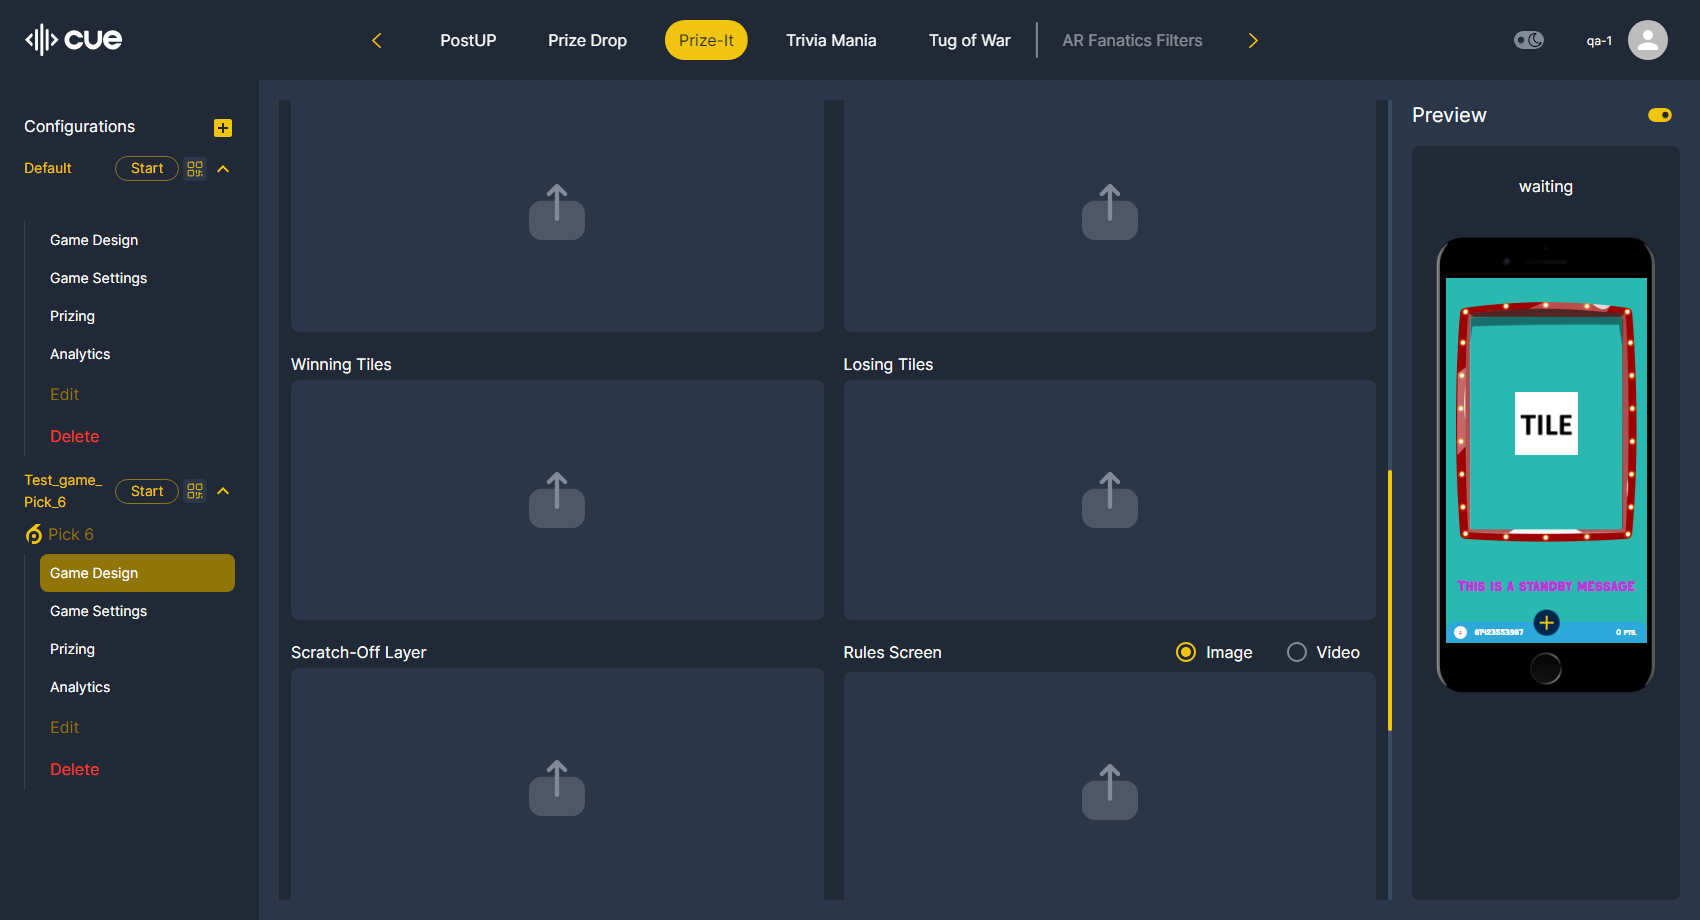 cue
PostUP
Prize Drop
Prize-It
Trivia Mania
Tug of War
AR Fanatics Filters
qa-1
Configurations
Default
Start
Game Design
Game Settings
Prizing
Analytics
Edit
Delete
Test_game_
Pick_6
Start
Pick 6
Game Design
Game Settings
Prizing
Analytics
Edit
Delete
Winning Tiles
Losing Tiles
Scratch-Off Layer
Rules Screen
Image
Video
Preview
waiting
TILE
THIS IS A STANDBY MESSAGE
0 PTS.